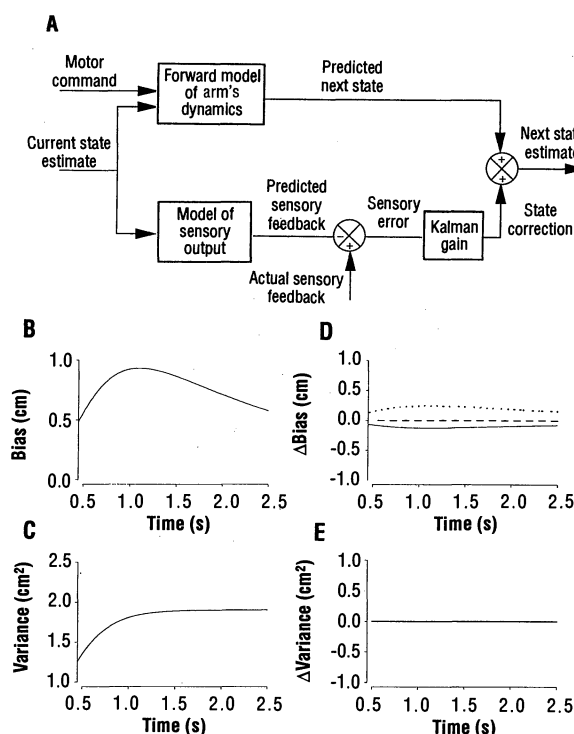 A
Motor
command
Forward model
of arm's
dynamics
Predicted
next state
Current state
estimate
Next stat
estimate
Model of
sensory
output
Predicted
sensory
feedback
Sensory
error
Kalman
gain
State
correction
Actual sensory
feedback
+
+
-
+
B
Bias (cm)
1.0
0.5
0.0
0.5 1.0 1.5 2.0 2.5
Time (s)
D
ΔBias (cm)
1.0
0.5
0.0
-0.5
-1.0
0.5 1.0 1.5 2.0 2.5
Time (s)
C
Variance (cm²)
2.5
2.0
1.5
1.0
0.5 1.0 1.5 2.0 2.5
Time (s)
E
ΔVariance (cm²)
1.0
0.5
0.0
-0.5
-1.0
0.5 1.0 1.5 2.0 2.5
Time (s)